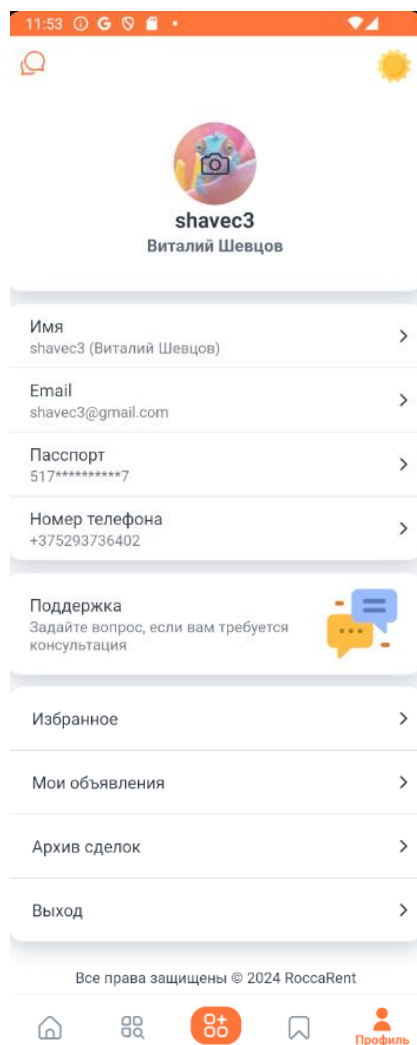 11:53
shavec3
Виталий Шевцов
Имя
shavec3 (Виталий Шевцов)
Email
shavec3@gmail.com
Пасспорт
517**********7
Номер телефона
+375293736402
Поддержка
Задайте вопрос, если вам требуется
консультация
Избранное
Мои объявления
Архив сделок
Выход
Все права защищены © 2024 RoccaRent
Профиль